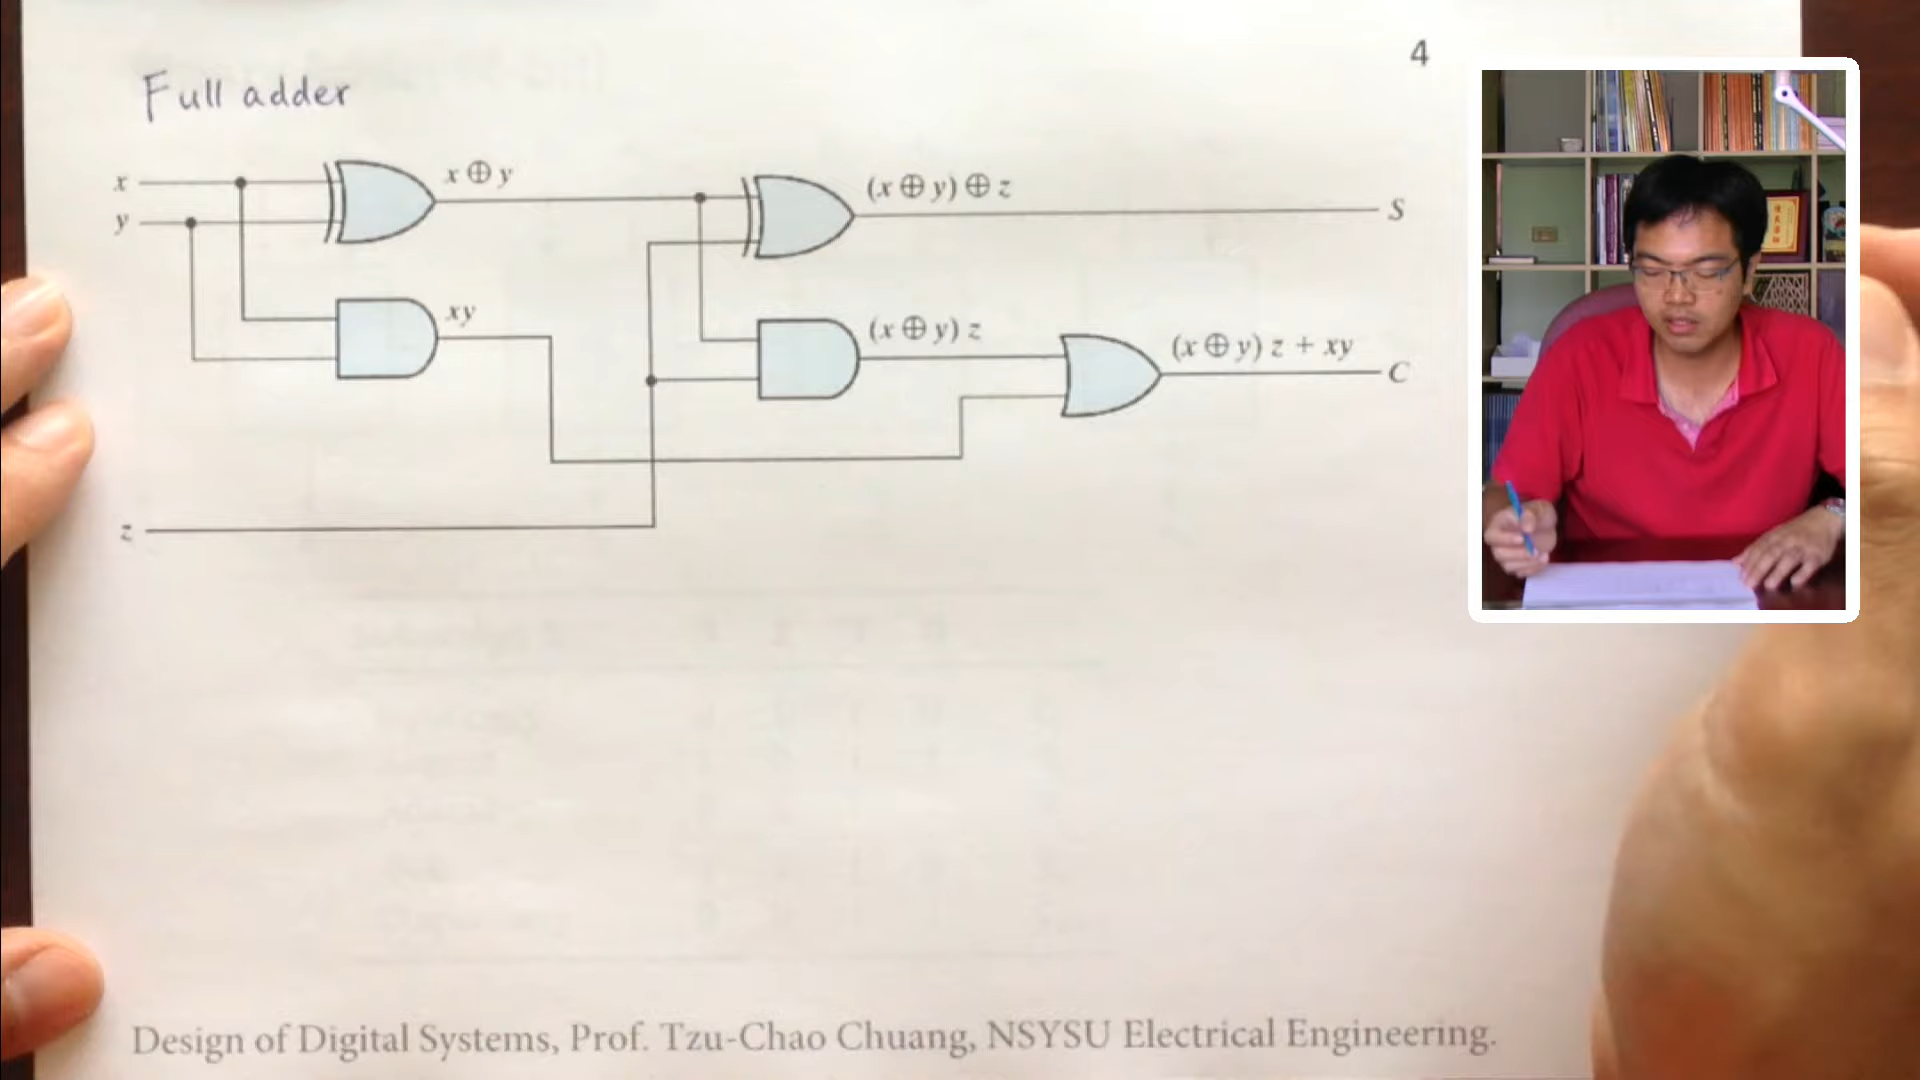 4
Full adder
x
y
x ⊕ y
(x ⊕ y) ⊕ z
S
xy
(x ⊕ y) z
(x ⊕ y) z + xy
C
z
Design of Digital Systems, Prof. Tzu-Chao Chuang, NSYSU Electrical Engineering.